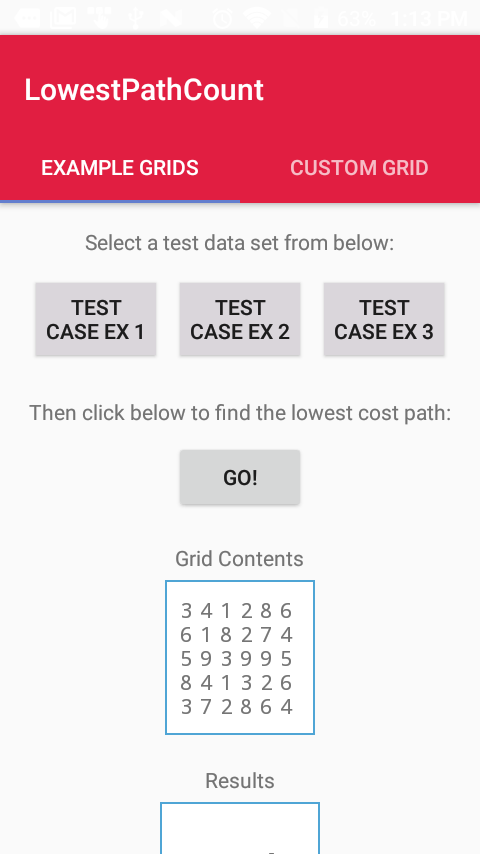 63% 1:13 PM
LowestPathCount
EXAMPLE GRIDS CUSTOM GRID
Select a test data set from below:
TEST CASE EX 1
TEST CASE EX 2
TEST CASE EX 3
Then click below to find the lowest cost path:
GO!
Grid Contents
3 4 1 2 8 6
6 1 8 2 7 4
5 9 3 9 9 5
8 4 1 3 2 6
3 7 2 8 6 4
Results